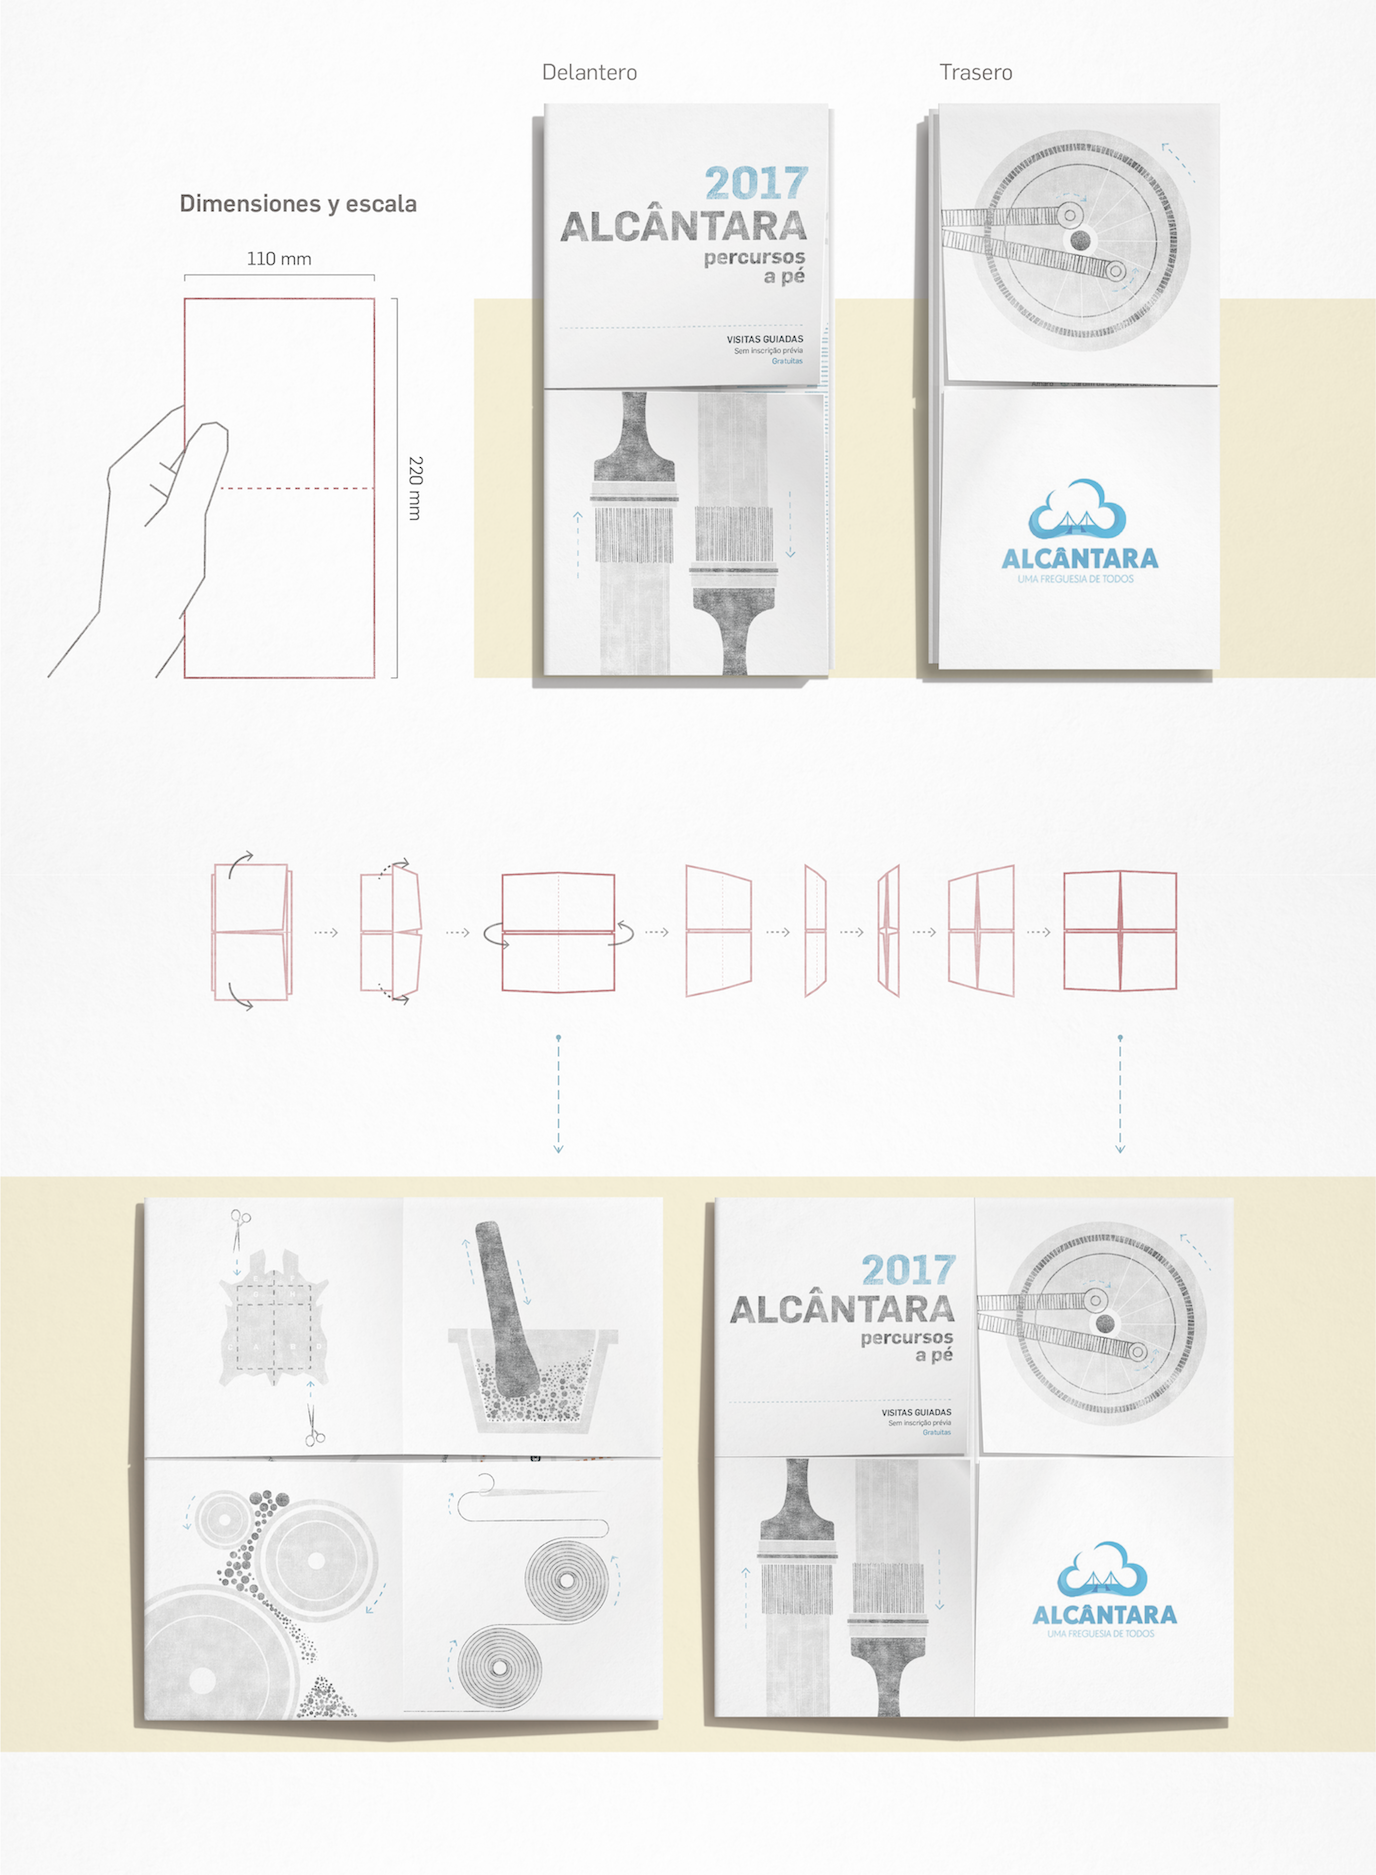 Delantero
Trasero
Dimensiones y escala
110 mm
220 mm
2017
ALCÂNTARA
percursos
a pé
VISITAS GUIADAS
Sem inscrição prévia
Gratuitas
ALCÂNTARA
UMA FREGUESIA DE TODOS
2017
ALCÂNTARA
percursos
a pé
VISITAS GUIADAS
Sem inscrição prévia
Gratuitas
ALCÂNTARA
UMA FREGUESIA DE TODOS